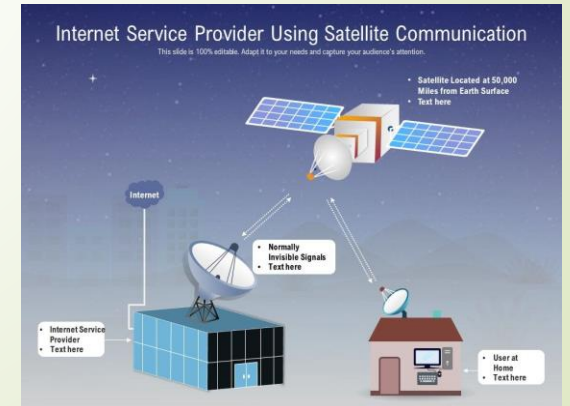 Internet Service Provider Using Satellite Communication
This slide is 100% editable. Adapt it to your needs and capture your audience's attention.
• Satellite Located at 50,000
Miles from Earth Surface
• Text here
Internet
• Normally
Invisible Signals
• Text here
• Internet Service
Provider
• Text here
• User at
Home
• Text here